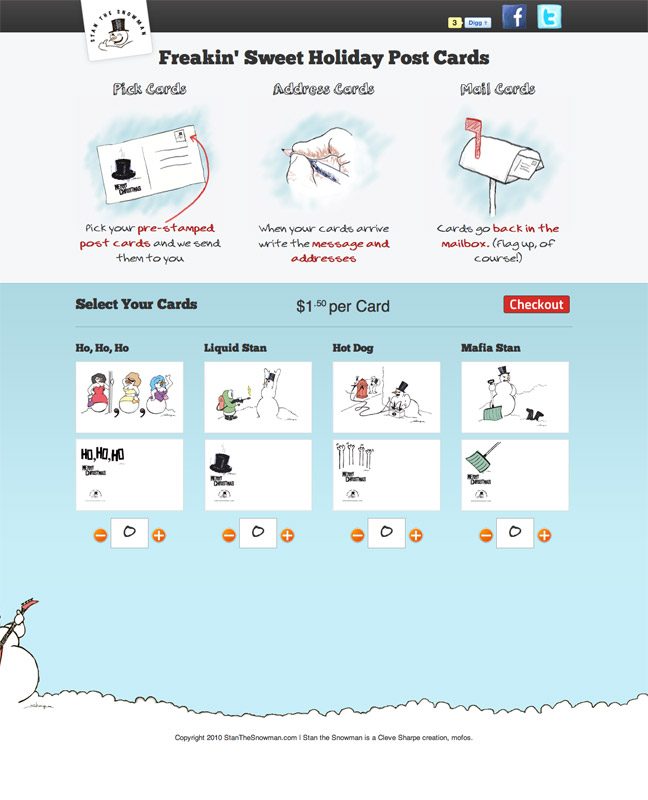 STAN THE SNOWMAN
3 Digg
Freakin' Sweet Holiday Post Cards
Pick Cards Address Cards Mail Cards
MERRY
CHRISTMAS
Pick your pre-stamped
post cards and we send
them to you
When your cards arrive
write the message and
addresses
Cards go back in the
mailbox. (Flag up, of
course!)
Select Your Cards $1.50 per Card Checkout
Ho, Ho, Ho Liquid Stan Hot Dog Mafia Stan
HO, HO, HO
MERRY
CHRISTMAS
MERRY
CHRISTMAS
MERRY
CHRISTMAS
MERRY
CHRISTMAS
0 0 0 0
Copyright 2010 StanTheSnowman.com | Stan the Snowman is a Cleve Sharpe creation, mofos.